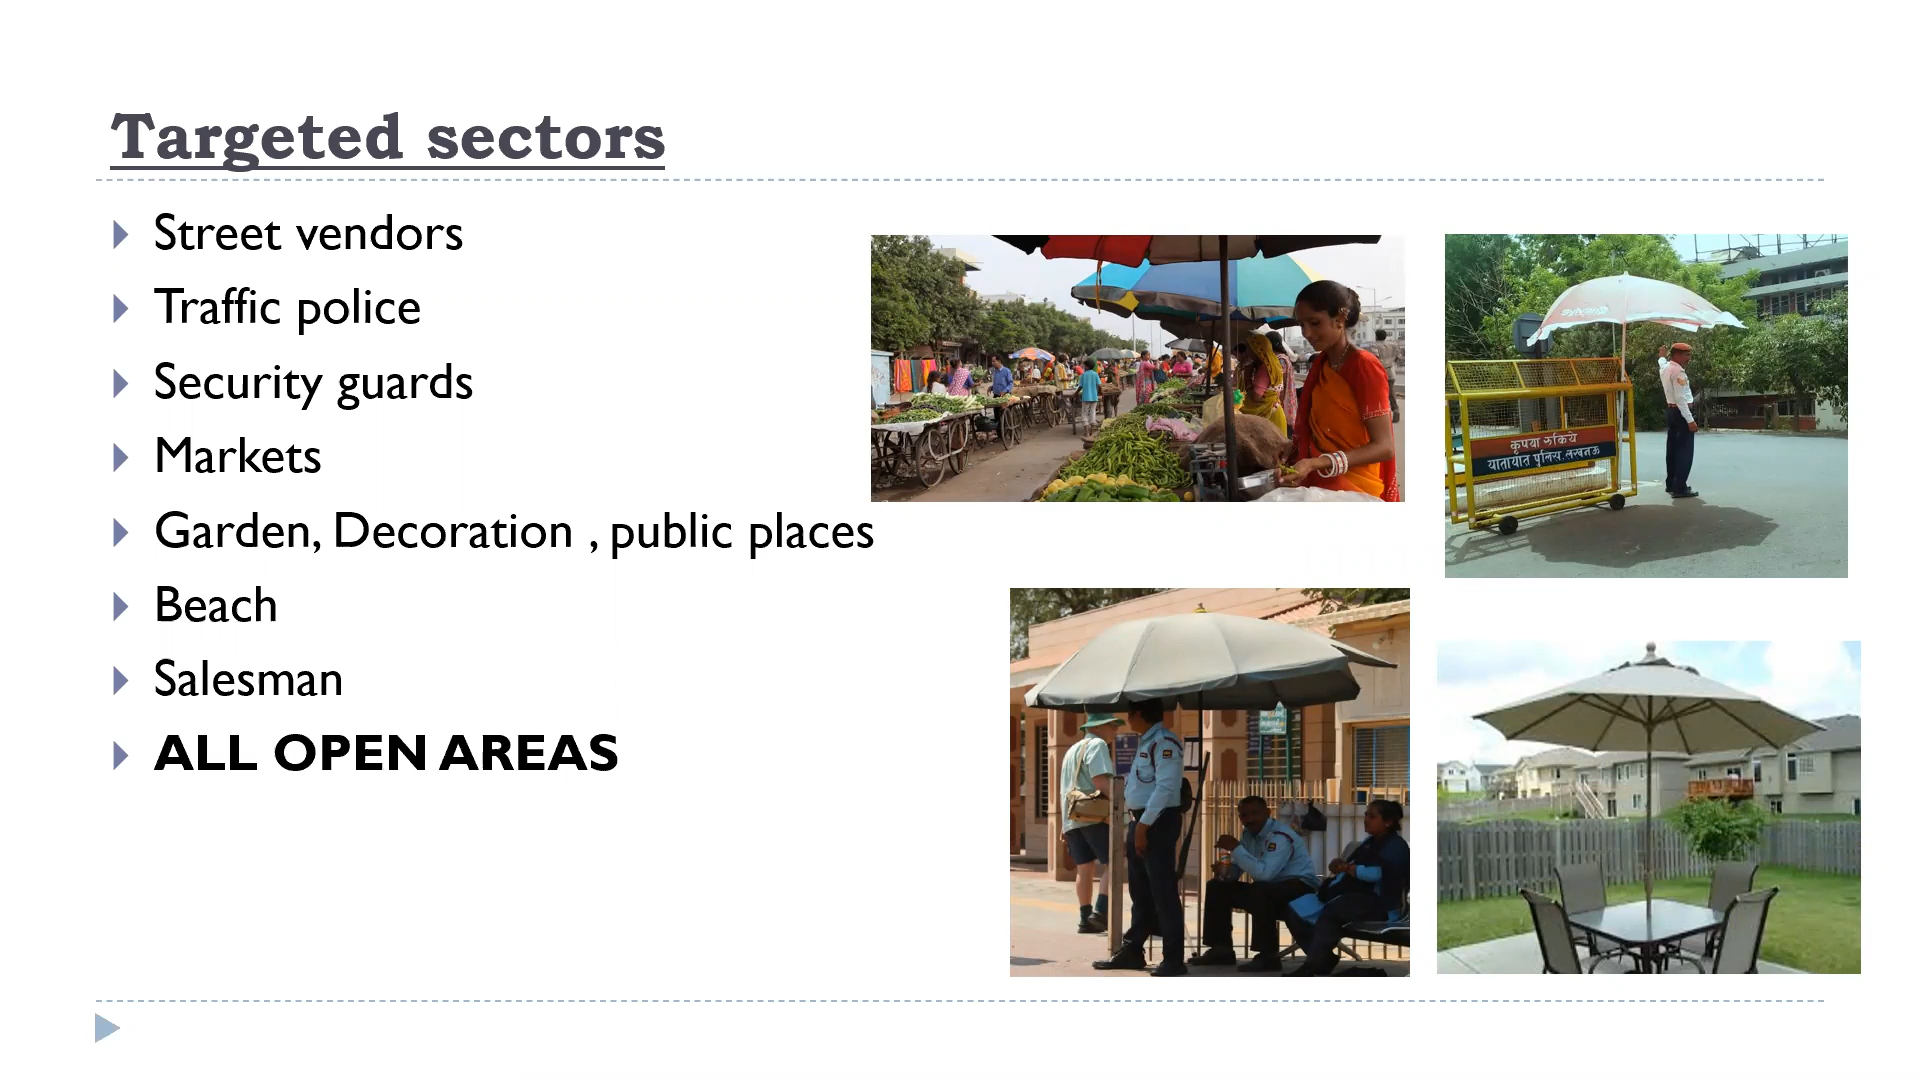 Targeted sectors
Street vendors
Traffic police
Security guards
Markets
Garden, Decoration , public places
Beach
Salesman
ALL OPEN AREAS
कृपया रुकिये
यातायात पुलिस, लखनऊ